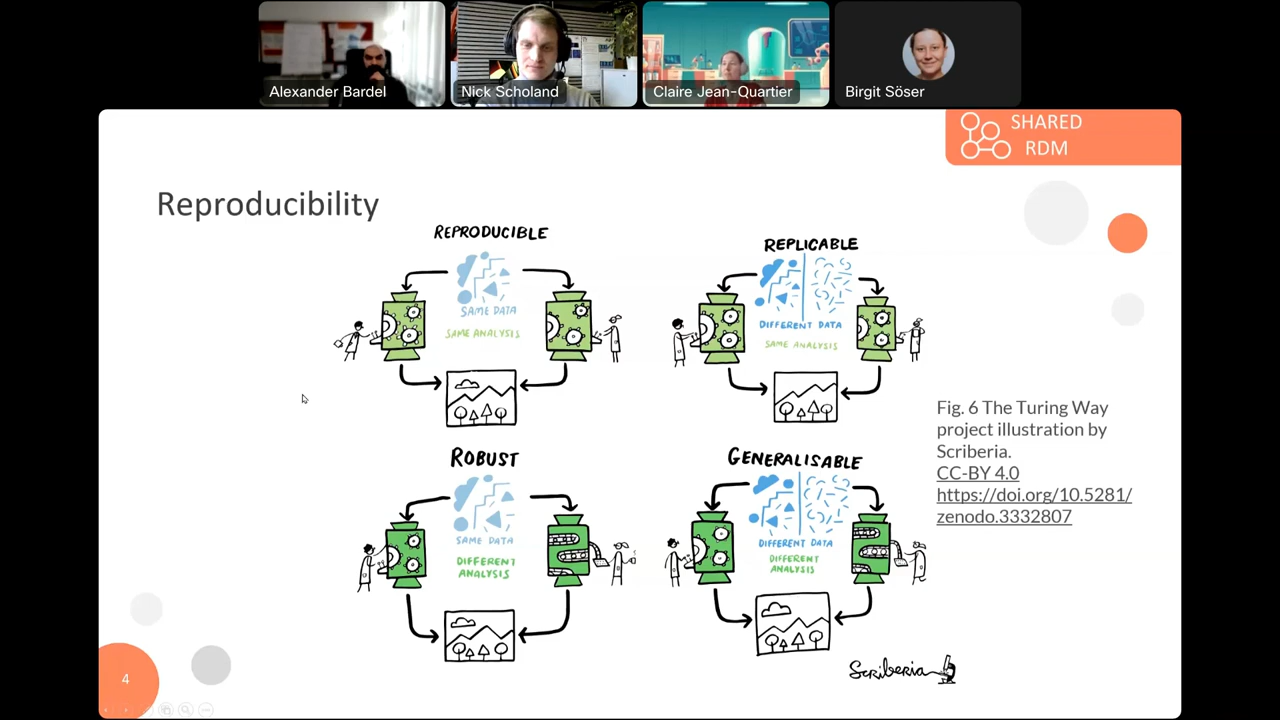 Alexander Bardel
Nick Scholand
Claire Jean-Quartier
Birgit Söser
SHARED
RDM
Reproducibility
REPRODUCIBLE
SAME DATA
SAME ANALYSIS
REPLICABLE
DIFFERENT DATA
SAME ANALYSIS
ROBUST
SAME DATA
DIFFERENT
ANALYSIS
GENERALISABLE
DIFFERENT DATA
DIFFERENT
ANALYSIS
Fig. 6 The Turing Way
project illustration by
Scriberia.
CC-BY 4.0
https://doi.org/10.5281/
zenodo.3332807
Scriberia
4